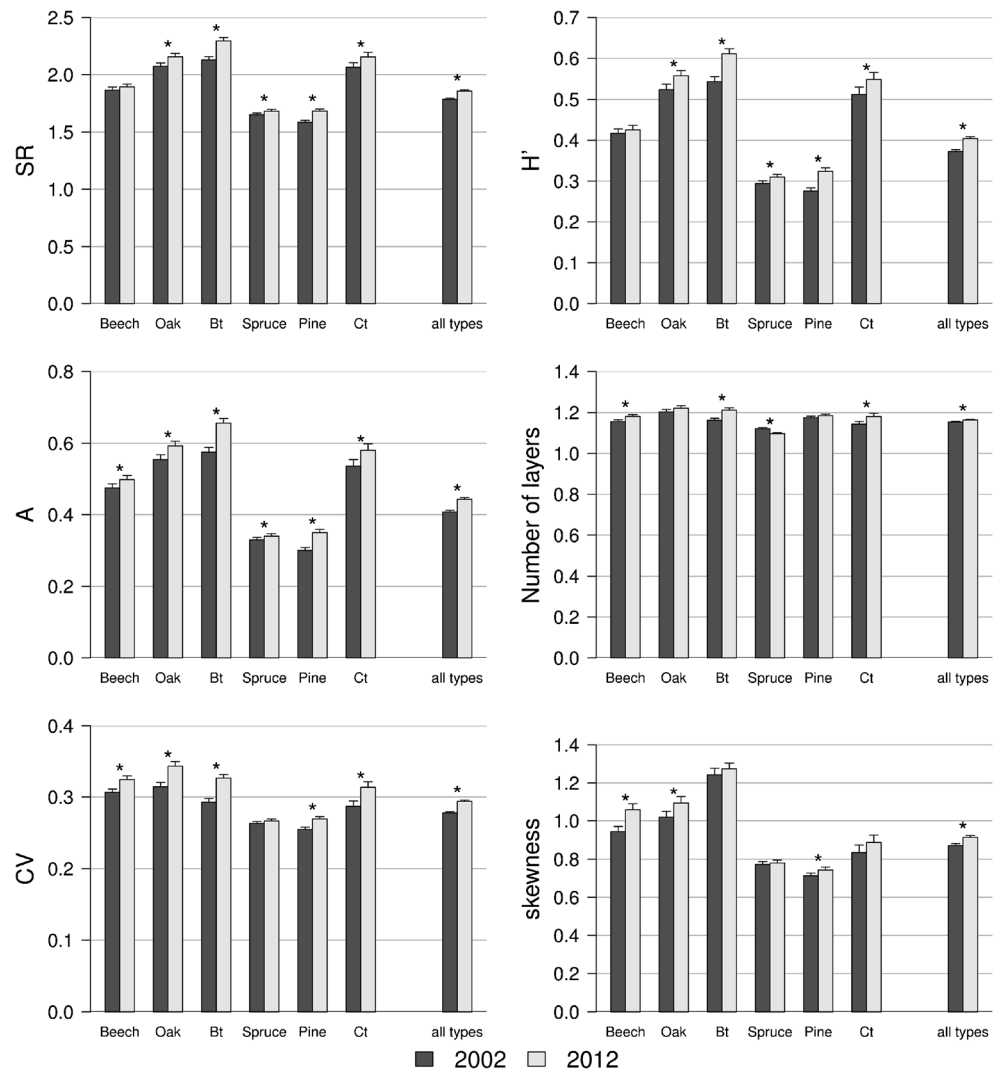 SR
2.5
2.0
1.5
1.0
0.5
0.0
* * * * * *
Beech Oak Bt Spruce Pine Ct all types
H'
0.7
0.6
0.5
0.4
0.3
0.2
0.1
0.0
* * * * * *
Beech Oak Bt Spruce Pine Ct all types
A
0.8
0.6
0.4
0.2
0.0
* * * * * * *
Beech Oak Bt Spruce Pine Ct all types
Number of layers
1.4
1.2
1.0
0.8
0.6
0.4
0.2
0.0
* * * * *
Beech Oak Bt Spruce Pine Ct all types
CV
0.4
0.3
0.2
0.1
0.0
* * * * * *
Beech Oak Bt Spruce Pine Ct all types
skewness
1.4
1.2
1.0
0.8
0.6
0.4
0.2
0.0
* * * *
Beech Oak Bt Spruce Pine Ct all types
2002 2012